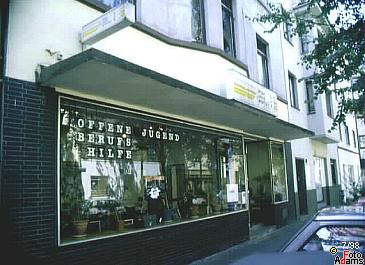 OFFENE JUGEND
BERUFS
HILFE
7/98
Foto
Adams